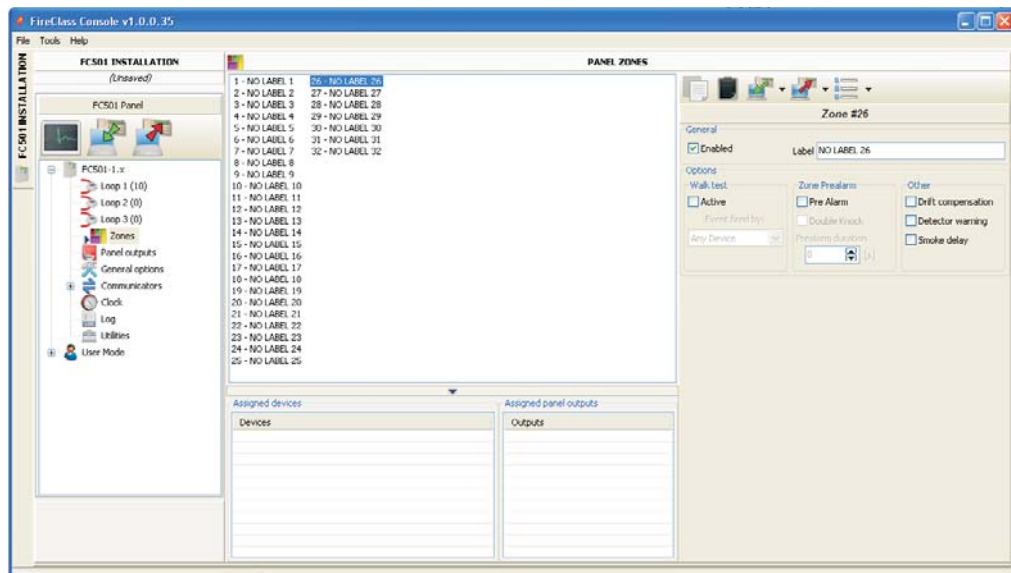 FireClass Console v1.0.0.35
File Tools Help
FC501 INSTALLATION
FC501 INSTALLATION
(Unsaved)
FC501 Panel
FC501-1.x
Loop 1 (10)
Loop 2 (0)
Loop 3 (0)
Zones
Panel outputs
General options
Communicators
Clock
Log
Utilities
User Mode
PANEL ZONES
1 - NO LABEL 1
2 - NO LABEL 2
3 - NO LABEL 3
4 - NO LABEL 4
5 - NO LABEL 5
6 - NO LABEL 6
7 - NO LABEL 7
8 - NO LABEL 8
9 - NO LABEL 9
10 - NO LABEL 10
11 - NO LABEL 11
12 - NO LABEL 12
13 - NO LABEL 13
14 - NO LABEL 14
15 - NO LABEL 15
16 - NO LABEL 16
17 - NO LABEL 17
18 - NO LABEL 18
19 - NO LABEL 19
20 - NO LABEL 20
21 - NO LABEL 21
22 - NO LABEL 22
23 - NO LABEL 23
24 - NO LABEL 24
25 - NO LABEL 25
26 - NO LABEL 26
27 - NO LABEL 27
28 - NO LABEL 28
29 - NO LABEL 29
30 - NO LABEL 30
31 - NO LABEL 31
32 - NO LABEL 32
Assigned devices
Devices
Assigned panel outputs
Outputs
Zone #26
General
Enabled
Label NO LABEL 26
Options
Walk test
Active
Event fired by:
Any Device
Zone Prealarm
Pre Alarm
Double Knock
Prealarm duration
0 (s)
Other
Drift compensation
Detector warning
Smoke delay